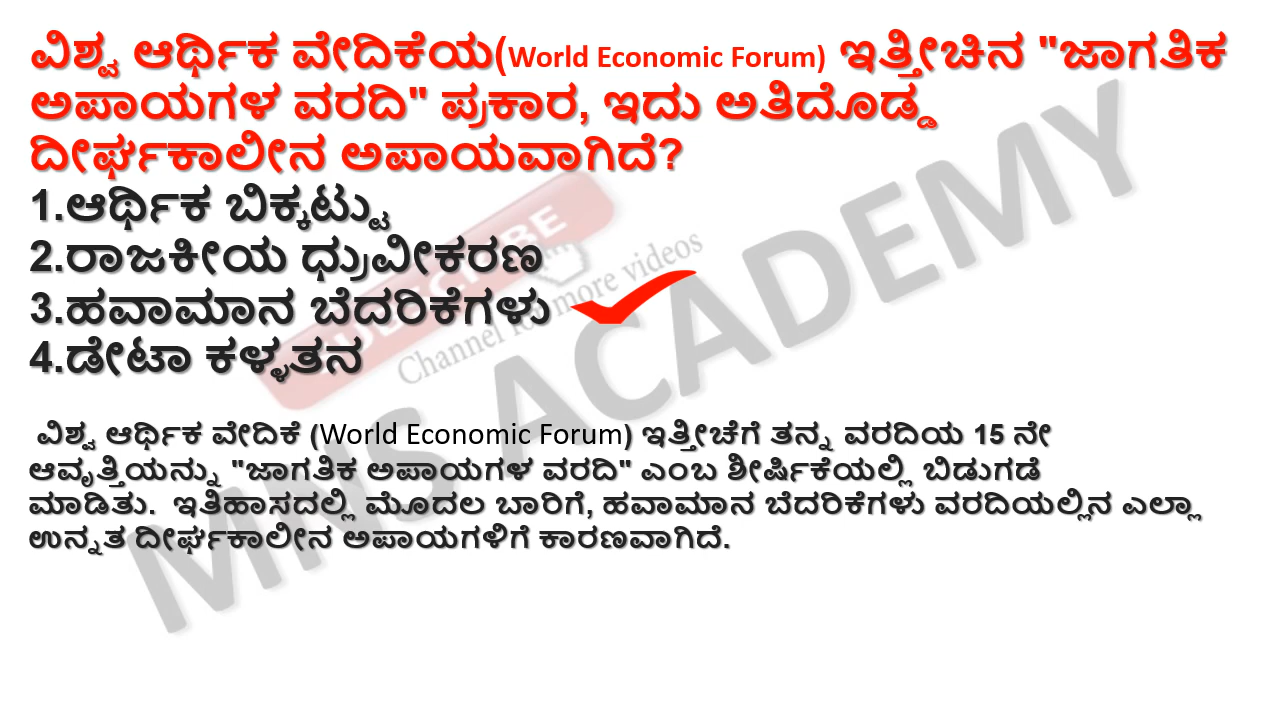 ವಿಶ್ವ ಆರ್ಥಿಕ ವೇದಿಕೆಯ(World Economic Forum) ಇತ್ತೀಚಿನ "ಜಾಗತಿಕ
ಅಪಾಯಗಳ ವರದಿ" ಪ್ರಕಾರ, ಇದು ಅತಿದೊಡ್ಡ
ದೀರ್ಘಕಾಲೀನ ಅಪಾಯವಾಗಿದೆ?
1.ಆರ್ಥಿಕ ಬಿಕ್ಕಟ್ಟು
2.ರಾಜಕೀಯ ಧ್ರುವೀಕರಣ
3.ಹವಾಮಾನ ಬೆದರಿಕೆಗಳು
4.ಡೇಟಾ ಕಳ್ಳತನ
ವಿಶ್ವ ಆರ್ಥಿಕ ವೇದಿಕೆ (World Economic Forum) ಇತ್ತೀಚೆಗೆ ತನ್ನ ವರದಿಯ 15 ನೇ
ಆವೃತ್ತಿಯನ್ನು "ಜಾಗತಿಕ ಅಪಾಯಗಳ ವರದಿ" ಎಂಬ ಶೀರ್ಷಿಕೆಯಲ್ಲಿ ಬಿಡುಗಡೆ
ಮಾಡಿತು. ಇತಿಹಾಸದಲ್ಲಿ ಮೊದಲ ಬಾರಿಗೆ, ಹವಾಮಾನ ಬೆದರಿಕೆಗಳು ವರದಿಯಲ್ಲಿನ ಎಲ್ಲಾ
ಉನ್ನತ ದೀರ್ಘಕಾಲೀನ ಅಪಾಯಗಳಿಗೆ ಕಾರಣವಾಗಿದೆ.
SUBSCRIBE
Channel for more videos
MNS ACADEMY